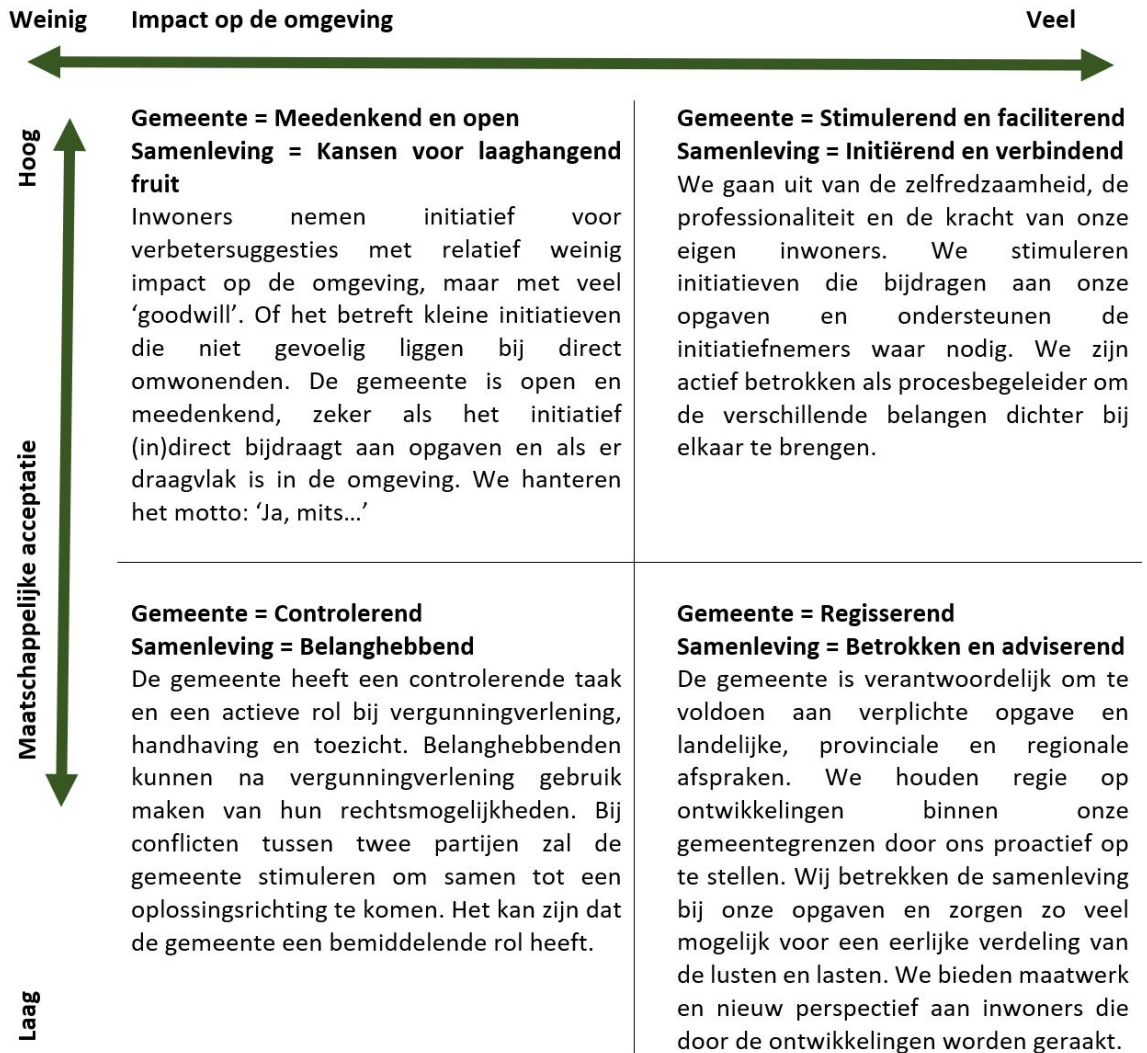 Weinig Impact op de omgeving Veel
Hoog
Maatschappelijke acceptatie
Laag
Gemeente = Meedenkend en open
Samenleving = Kansen voor laaghangend
fruit
Inwoners nemen initiatief voor
verbetersuggesties met relatief weinig
impact op de omgeving, maar met veel
‘goodwill’. Of het betreft kleine initiatieven
die niet gevoelig liggen bij direct
omwonenden. De gemeente is open en
meedenkend, zeker als het initiatief
(in)direct bijdraagt aan opgaven en als er
draagvlak is in de omgeving. We hanteren
het motto: ‘Ja, mits…’
Gemeente = Stimulerend en faciliterend
Samenleving = Initiërend en verbindend
We gaan uit van de zelfredzaamheid, de
professionaliteit en de kracht van onze
eigen inwoners. We stimuleren
initiatieven die bijdragen aan onze
opgaven en ondersteunen de
initiatiefnemers waar nodig. We zijn
actief betrokken als procesbegeleider om
de verschillende belangen dichter bij
elkaar te brengen.
Gemeente = Controlerend
Samenleving = Belanghebbend
De gemeente heeft een controlerende taak
en een actieve rol bij vergunningverlening,
handhaving en toezicht. Belanghebbenden
kunnen na vergunningverlening gebruik
maken van hun rechtsmogelijkheden. Bij
conflicten tussen twee partijen zal de
gemeente stimuleren om samen tot een
oplossingsrichting te komen. Het kan zijn dat
de gemeente een bemiddelende rol heeft.
Gemeente = Regisserend
Samenleving = Betrokken en adviserend
De gemeente is verantwoordelijk om te
voldoen aan verplichte opgave en
landelijke, provinciale en regionale
afspraken. We houden regie op
ontwikkelingen binnen onze
gemeentegrenzen door ons proactief op
te stellen. Wij betrekken de samenleving
bij onze opgaven en zorgen zo veel
mogelijk voor een eerlijke verdeling van
de lusten en lasten. We bieden maatwerk
en nieuw perspectief aan inwoners die
door de ontwikkelingen worden geraakt.